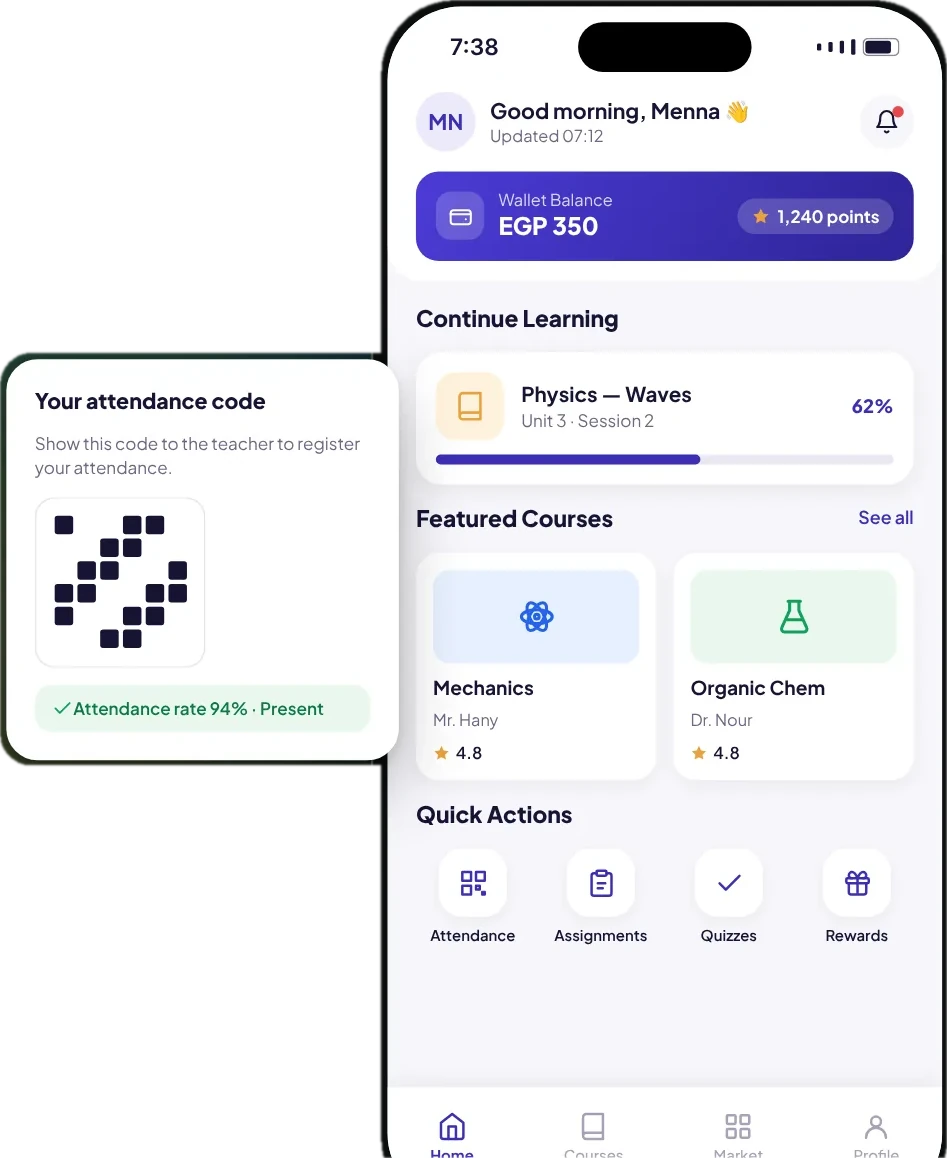 7:38
MN
Good morning, Menna 👋
Updated 07:12
Wallet Balance
EGP 350
1,240 points
Continue Learning
Physics — Waves
Unit 3 · Session 2
62%
Your attendance code
Show this code to the teacher to register
your attendance.
Attendance rate 94% · Present
Featured Courses
See all
Mechanics
Mr. Hany
4.8
Organic Chem
Dr. Nour
4.8
Quick Actions
Attendance
Assignments
Quizzes
Rewards
Home
Courses
Market
Profile